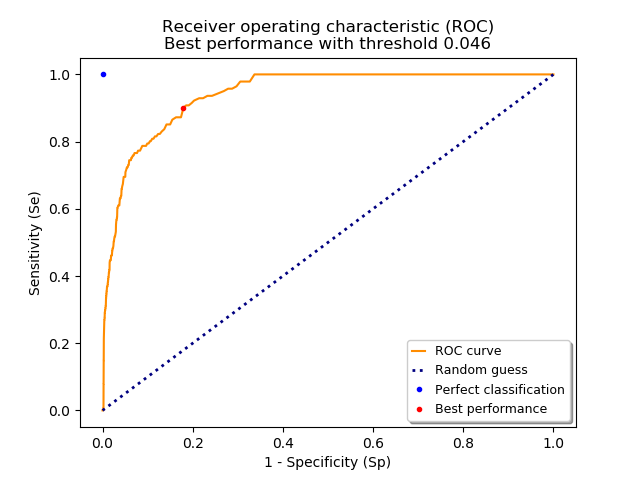 Receiver operating characteristic (ROC)
Best performance with threshold 0.046
1.0
0.8
0.6
0.4
0.2
0.0
Sensitivity (Se)
ROC curve
Random guess
Perfect classification
Best performance
0.0 0.2 0.4 0.6 0.8 1.0
1 - Specificity (Sp)